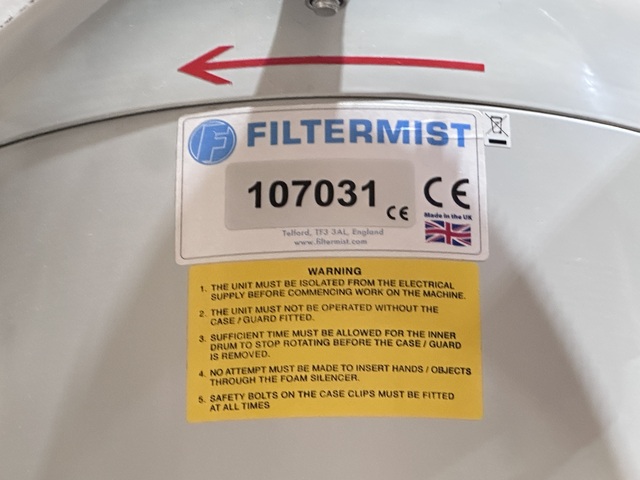 FILTERMIST
107031
CE
CE
Made in the UK
Telford, TF3 3AL, England
www.filtermist.com
WARNING
1. THE UNIT MUST BE ISOLATED FROM THE ELECTRICAL
SUPPLY BEFORE COMMENCING WORK ON THE MACHINE.
2. THE UNIT MUST NOT BE OPERATED WITHOUT THE
CASE / GUARD FITTED.
3. SUFFICIENT TIME MUST BE ALLOWED FOR THE INNER
DRUM TO STOP ROTATING BEFORE THE CASE / GUARD
IS REMOVED.
4. NO ATTEMPT MUST BE MADE TO INSERT HANDS / OBJECTS
THROUGH THE FOAM SILENCER.
5. SAFETY BOLTS ON THE CASE CLIPS MUST BE FITTED
AT ALL TIMES